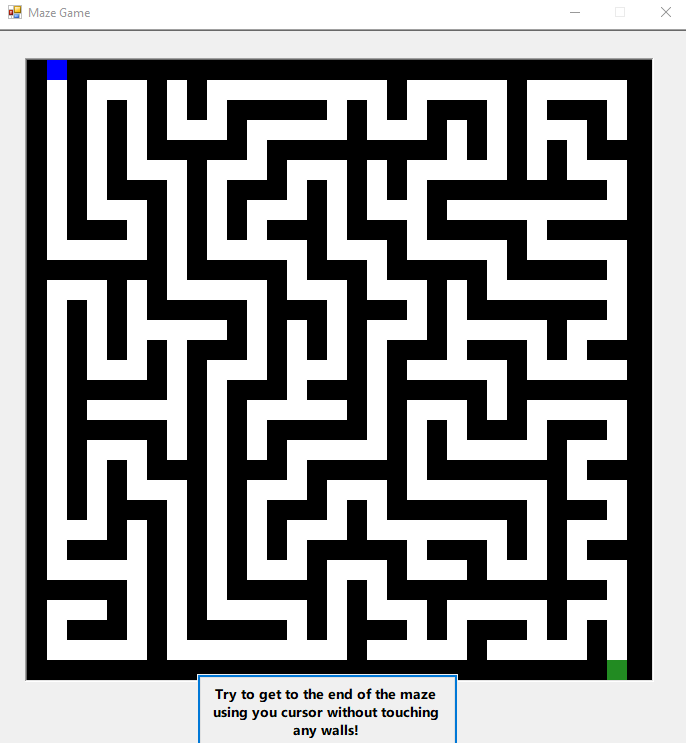 Maze Game
Try to get to the end of the maze
using you cursor without touching
any walls!